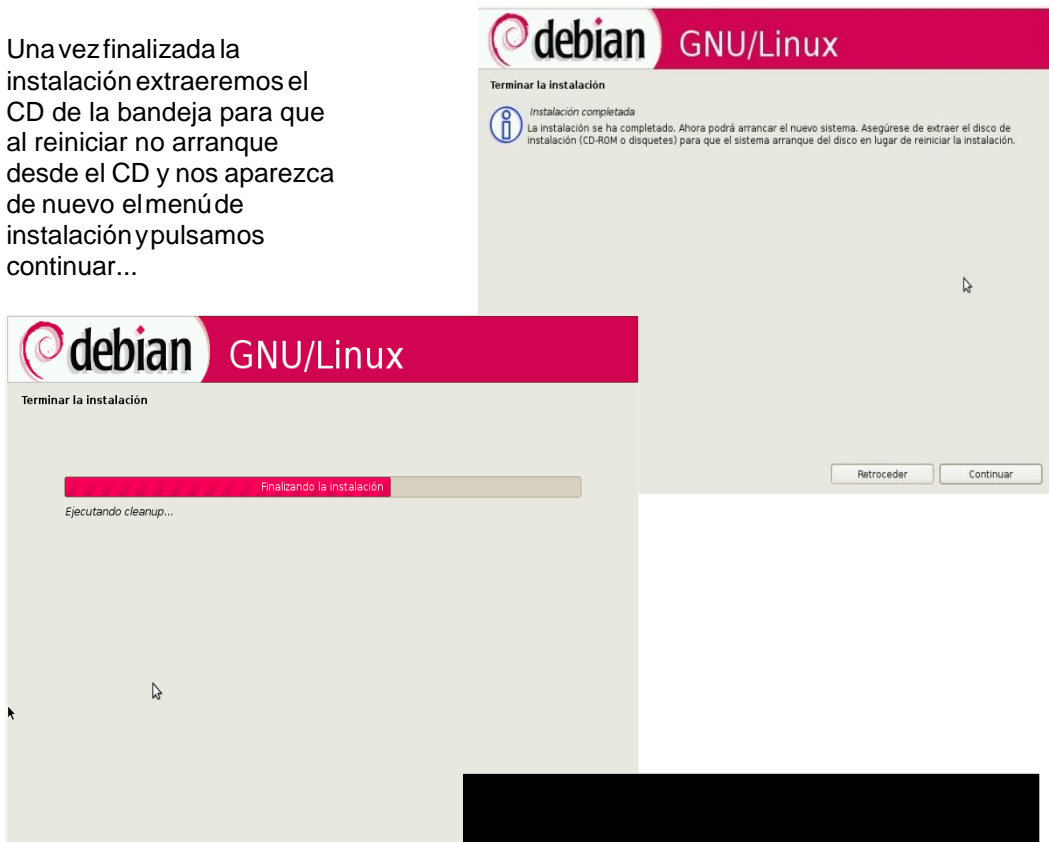 Una vez finalizada la
instalación extraeremos el
CD de la bandeja para que
al reiniciar no arranque
desde el CD y nos aparezca
de nuevo el menú de
instalación y pulsamos
continuar...
debian GNU/Linux
Terminar la instalación
Instalación completada
La instalación se ha completado. Ahora podrá arrancar el nuevo sistema. Asegúrese de extraer el disco de
instalación (CD-ROM o disquetes) para que el sistema arranque del disco en lugar de reiniciar la instalación.
Retroceder Continuar
debian GNU/Linux
Terminar la instalación
Finalizando la instalación
Ejecutando cleanup...